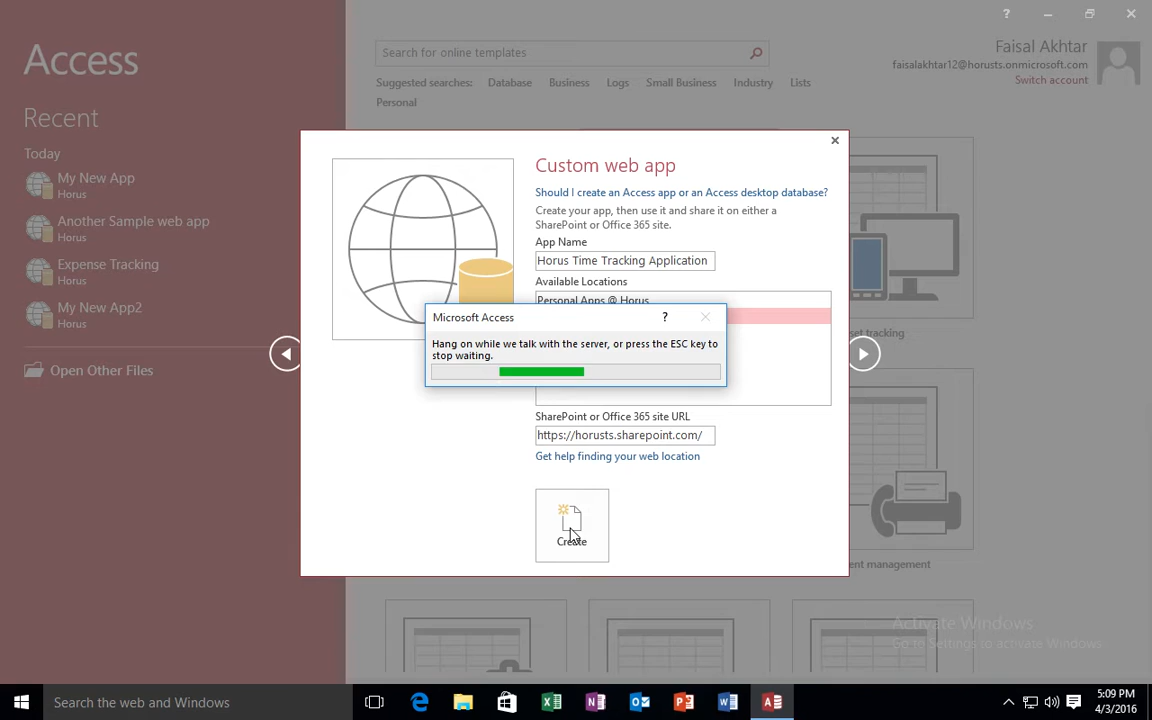 Access
Recent
Today
My New App
Horus
Another Sample web app
Horus
Expense Tracking
Horus
My New App2
Horus
Open Other Files
?
Search for online templates
Suggested searches: Database Business Logs Small Business Industry Lists
Personal
Faisal Akhtar
faisalakhtar12@horusts.onmicrosoft.com
Switch account
Custom web app
Should I create an Access app or an Access desktop database?
Create your app, then use it and share it on either a
SharePoint or Office 365 site.
App Name
Horus Time Tracking Application
Available Locations
Personal Apps @ Horus
Microsoft Access
?
Hang on while we talk with the server, or press the ESC key to
stop waiting.
SharePoint or Office 365 site URL
https://horusts.sharepoint.com/
Get help finding your web location
Create
set tracking
ent management
Activate Windows
Go to Settings to activate Windows.
Search the web and Windows
5:09 PM
4/3/2016